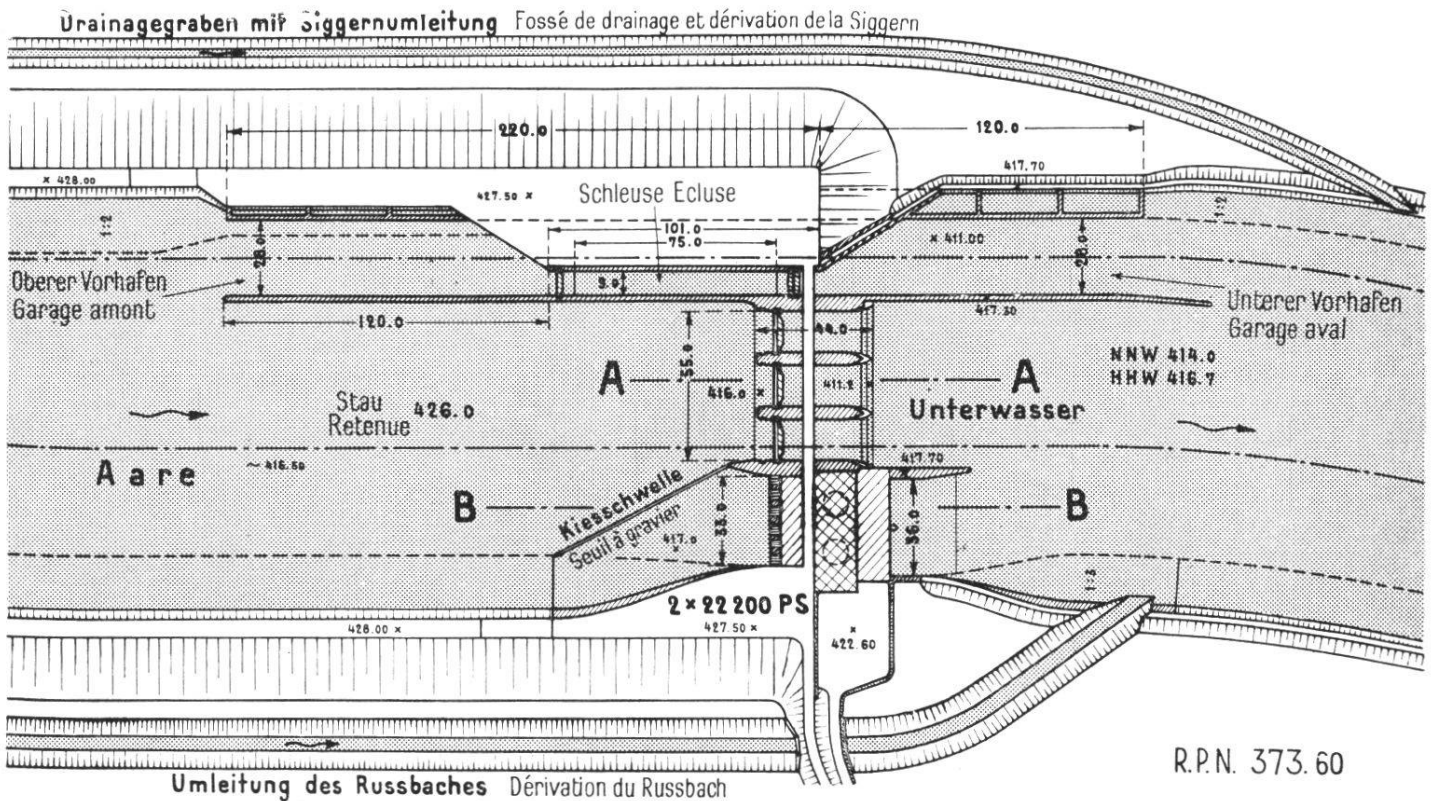 Drainagegraben mit Siggernumleitung Fossé de drainage et dérivation de la Siggern
220.0
120.0
× 428.00
427.50 ×
417.70
Schleuse Ecluse
1:2
1:2
101.0
75.0
× 411.00
28.0
28.0
9.0
Oberer Vorhafen
Garage amont
Unterer Vorhafen
Garage aval
417.30
120.0
44.0
55.0
NNW 414.0
HHW 416.7
A
A
416.0 ×
411.2 ×
Stau
Retenue
426.0
Unterwasser
Aare
~ 416.50
417.70
B
B
Kiesschwelle
Seuil à gravier
417.0
×
33.0
36.0
1:3
2 × 22 200 PS
428.00 ×
427.50 ×
×
422.60
R.P.N. 373.60
Umleitung des Russbaches Dérivation du Russbach